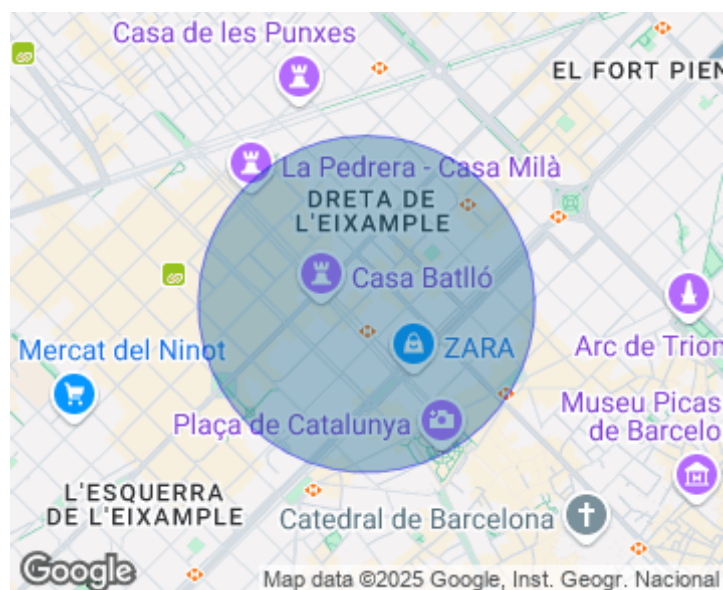 Casa de les Punxes
EL FORT PIEN
La Pedrera - Casa Milà
DRETA DE
L'EIXAMPLE
Casa Batlló
Mercat del Ninot
ZARA
Arc de Trion
Plaça de Catalunya
Museu Picas
de Barcelo
L'ESQUERRA
DE L'EIXAMPLE
Catedral de Barcelona
Google
Map data ©2025 Google, Inst. Geogr. Nacional